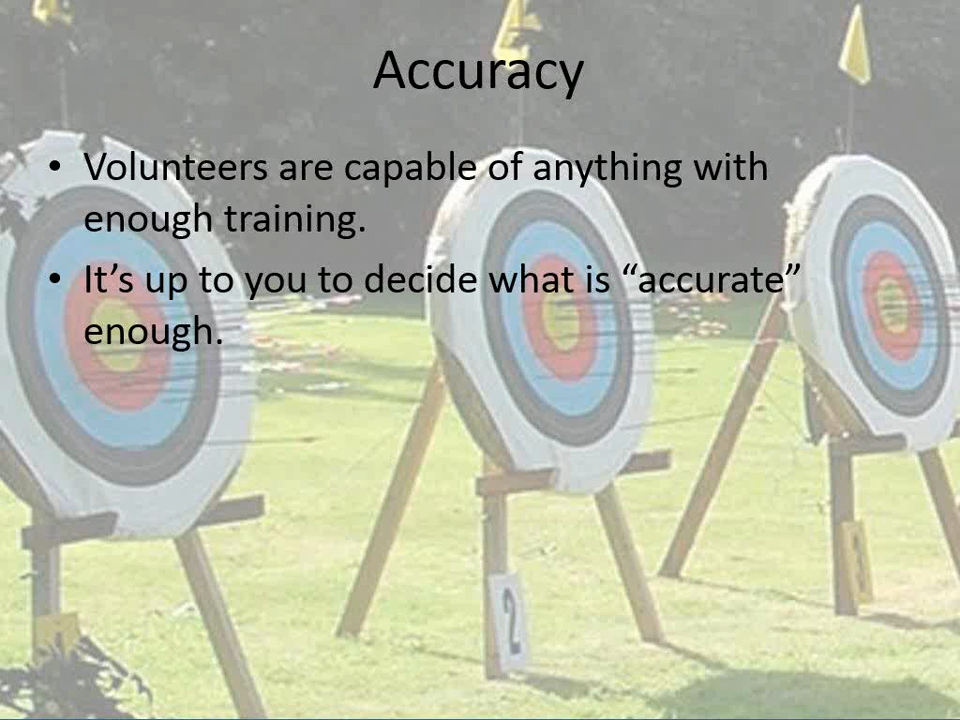 Accuracy
• Volunteers are capable of anything with
enough training.
• It’s up to you to decide what is “accurate”
enough.
2